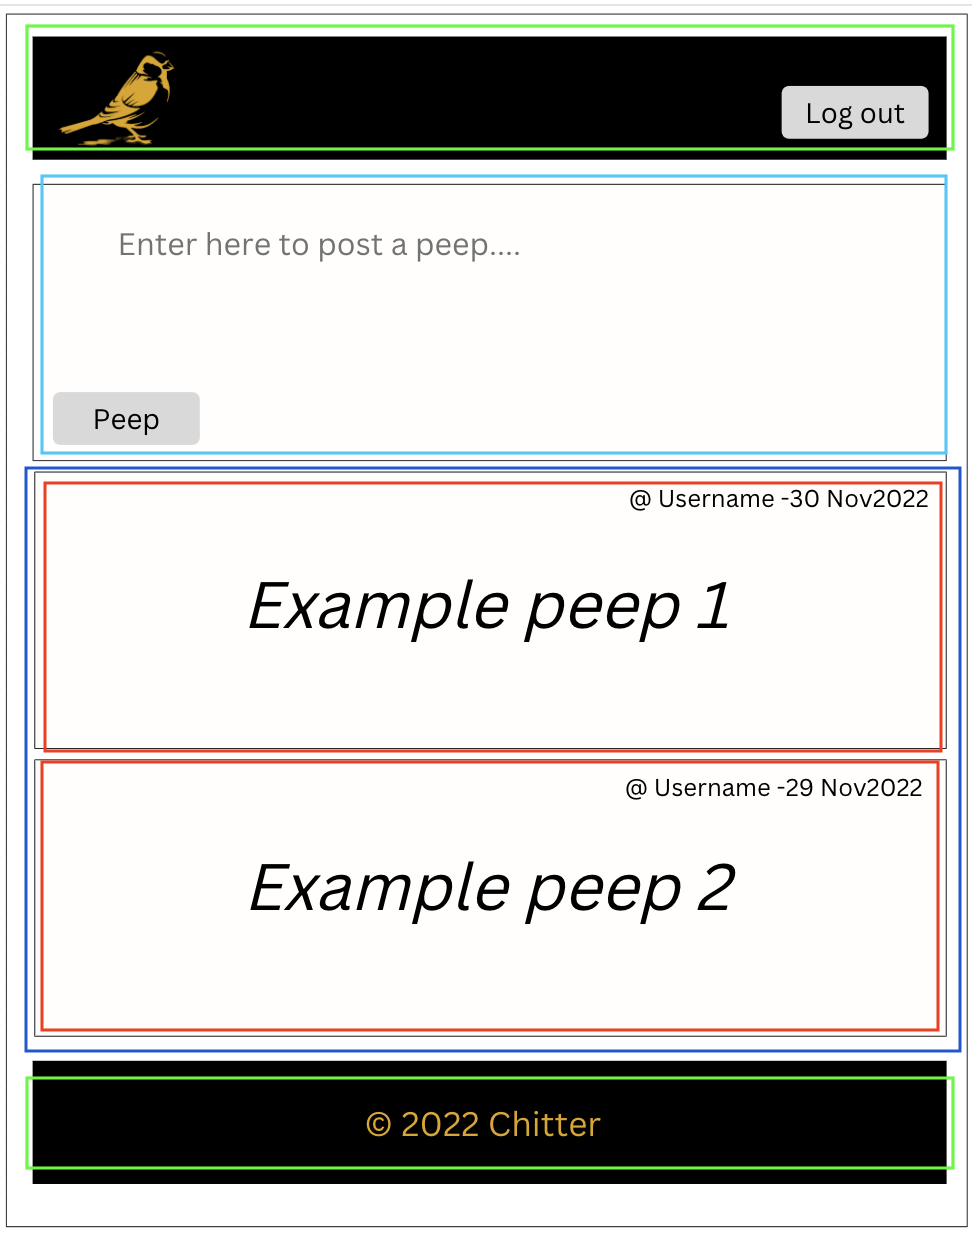 Log out
Enter here to post a peep....
Peep
@ Username -30 Nov2022
Example peep 1
@ Username -29 Nov2022
Example peep 2
© 2022 Chitter